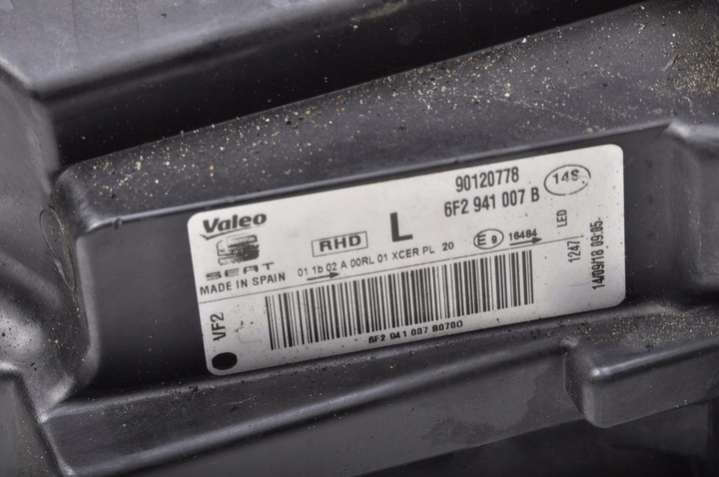 90120778
14S
Valeo
RHD
L
6F2 941 007 B
SEAT
01 1b 02 A 00RL 01 XCER PL 20
E 9
16484
MADE IN SPAIN
VF2
6F2 941 007 B0780
1247
LED
14/09/18 09:05